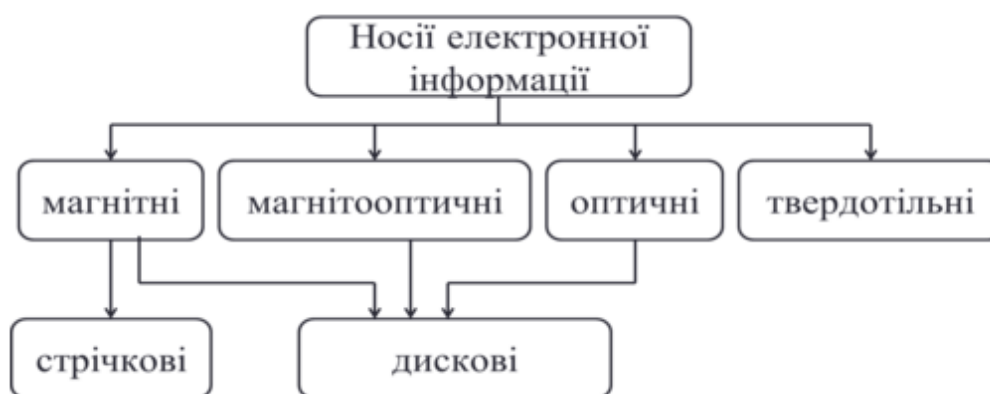 Носії електронної
інформації
магнітні
магнітооптичні
оптичні
твердотільні
стрічкові
дискові